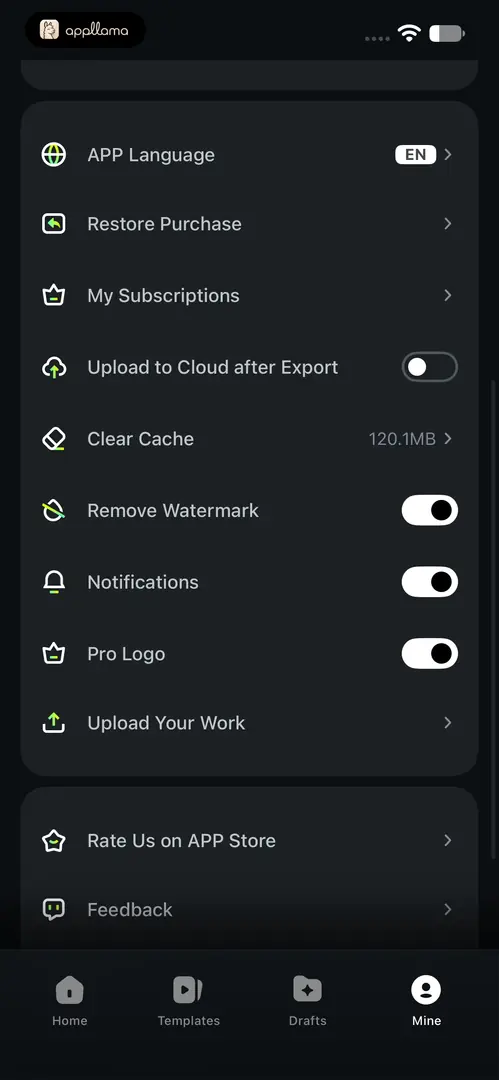 appllama
APP Language EN
Restore Purchase
My Subscriptions
Upload to Cloud after Export
Clear Cache 120.1MB
Remove Watermark
Notifications
Pro Logo
Upload Your Work
Rate Us on APP Store
Feedback
Home Templates Drafts Mine